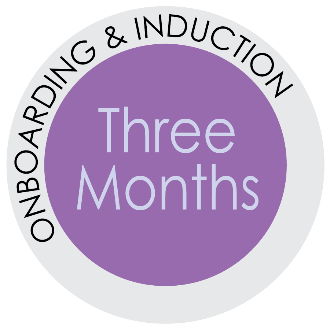 ONBOARDING & INDUCTION
Three
Months